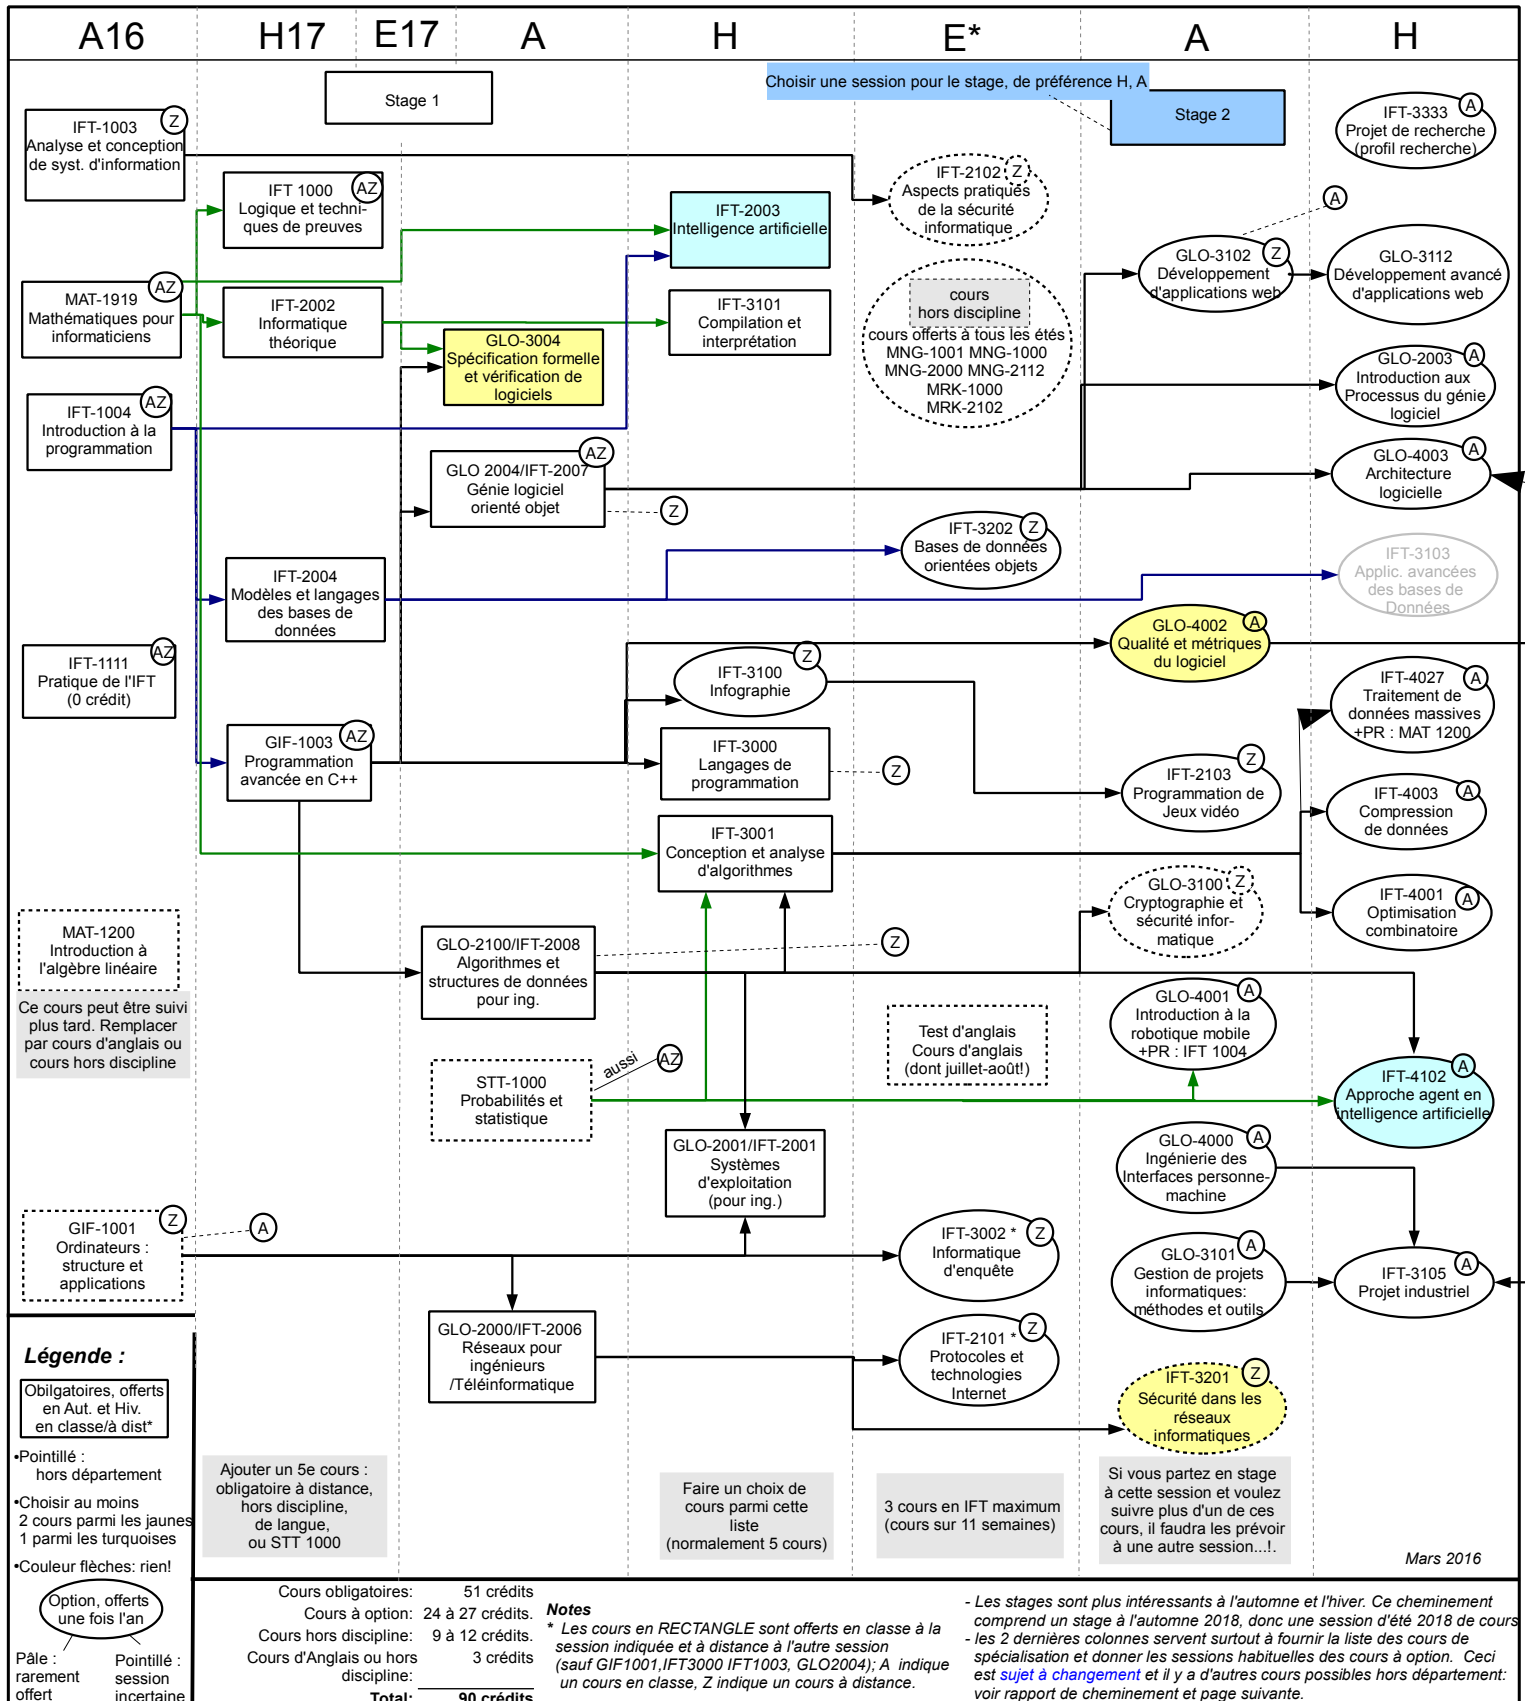 A16
H17
E17
A
H
E*
A
H
Stage 1
Choisir une session pour le stage, de préférence H, A
Stage 2
IFT-1003
Analyse et conception
de syst. d'information
Z
MAT-1919
Mathématiques pour
informaticiens
AZ
IFT-1004
Introduction à la
programmation
AZ
IFT-1111
Pratique de l'IFT
(0 crédit)
AZ
MAT-1200
Introduction à
l'algèbre linéaire
Ce cours peut être suivi
plus tard. Remplacer
par cours d'anglais ou
cours hors discipline
GIF-1001
Ordinateurs :
structure et
applications
Z
A
IFT 1000
Logique et techni-
ques de preuves
AZ
IFT-2002
Informatique
théorique
IFT-2004
Modèles et langages
des bases de
données
GIF-1003
Programmation
avancée en C++
AZ
Ajouter un 5e cours :
obligatoire à distance,
hors discipline,
de langue,
ou STT 1000
GLO-3004
Spécification formelle
et vérification de
logiciels
GLO 2004/IFT-2007
Génie logiciel
orienté objet
AZ
Z
GLO-2100/IFT-2008
Algorithmes et
structures de données
pour ing.
Z
STT-1000
Probabilités et
statistique
aussi
AZ
GLO-2000/IFT-2006
Réseaux pour
ingénieurs
/Téléinformatique
IFT-2003
Intelligence artificielle
IFT-3101
Compilation et
interprétation
IFT-3100
Infographie
Z
IFT-3000
Langages de
programmation
Z
IFT-3001
Conception et analyse
d'algorithmes
GLO-2001/IFT-2001
Systèmes
d'exploitation
(pour ing.)
Faire un choix de
cours parmi cette
liste
(normalement 5 cours)
IFT-2102
Aspects pratiques
de la sécurité
informatique
Z
cours
hors discipline
cours offerts à tous les étés
MNG-1001 MNG-1000
MNG-2000 MNG-2112
MRK-1000
MRK-2102
IFT-3202
Bases de données
orientées objets
Z
Test d'anglais
Cours d'anglais
(dont juillet-août!)
IFT-3002 *
Informatique
d'enquête
Z
IFT-2101 *
Protocoles et
technologies
Internet
Z
3 cours en IFT maximum
(cours sur 11 semaines)
GLO-3102
Développement
d'applications web
Z
A
GLO-4002
Qualité et métriques
du logiciel
A
IFT-2103
Programmation de
Jeux vidéo
Z
GLO-3100
Cryptographie et
sécurité infor-
matique
Z
GLO-4001
Introduction à la
robotique mobile
+PR : IFT 1004
A
GLO-4000
Ingénierie des
Interfaces personne-
machine
A
GLO-3101
Gestion de projets
informatiques:
méthodes et outils
A
IFT-3201
Sécurité dans les
réseaux
informatiques
Z
Si vous partez en stage
à cette session et voulez
suivre plus d'un de ces
cours, il faudra les prévoir
à une autre session...!.
IFT-3333
Projet de recherche
(profil recherche)
A
GLO-3112
Développement avancé
d'applications web
GLO-2003
Introduction aux
Processus du génie
logiciel
A
GLO-4003
Architecture
logicielle
A
IFT-3103
Applic. avancées
des bases de
Données
IFT-4027
Traitement de
données massives
+PR : MAT 1200
A
IFT-4003
Compression
de données
A
IFT-4001
Optimisation
combinatoire
A
IFT-4102
Approche agent en
intelligence artificielle
A
IFT-3105
Projet industriel
A
Mars 2016
Légende :
Obilgatoires, offerts
en Aut. et Hiv.
en classe/à dist*
•Pointillé :
hors département
•Choisir au moins
2 cours parmi les jaunes
1 parmi les turquoises
•Couleur flèches: rien!
Option, offerts
une fois l'an
Pâle :
rarement
offert
Pointillé :
session
incertaine
Cours obligatoires: 51 crédits
Cours à option: 24 à 27 crédits.
Cours hors discipline: 9 à 12 crédits.
Cours d'Anglais ou hors
discipline: 3 crédits
Total: 90 crédits
Notes
* Les cours en RECTANGLE sont offerts en classe à la
session indiquée et à distance à l'autre session
(sauf GIF1001,IFT3000 IFT1003, GLO2004); A indique
un cours en classe, Z indique un cours à distance.
- Les stages sont plus intéressants à l'automne et l'hiver. Ce cheminement
comprend un stage à l'automne 2018, donc une session d'été 2018 de cours
- les 2 dernières colonnes servent surtout à fournir la liste des cours de
spécialisation et donner les sessions habituelles des cours à option. Ceci
est sujet à changement et il y a d'autres cours possibles hors département:
voir rapport de cheminement et page suivante.